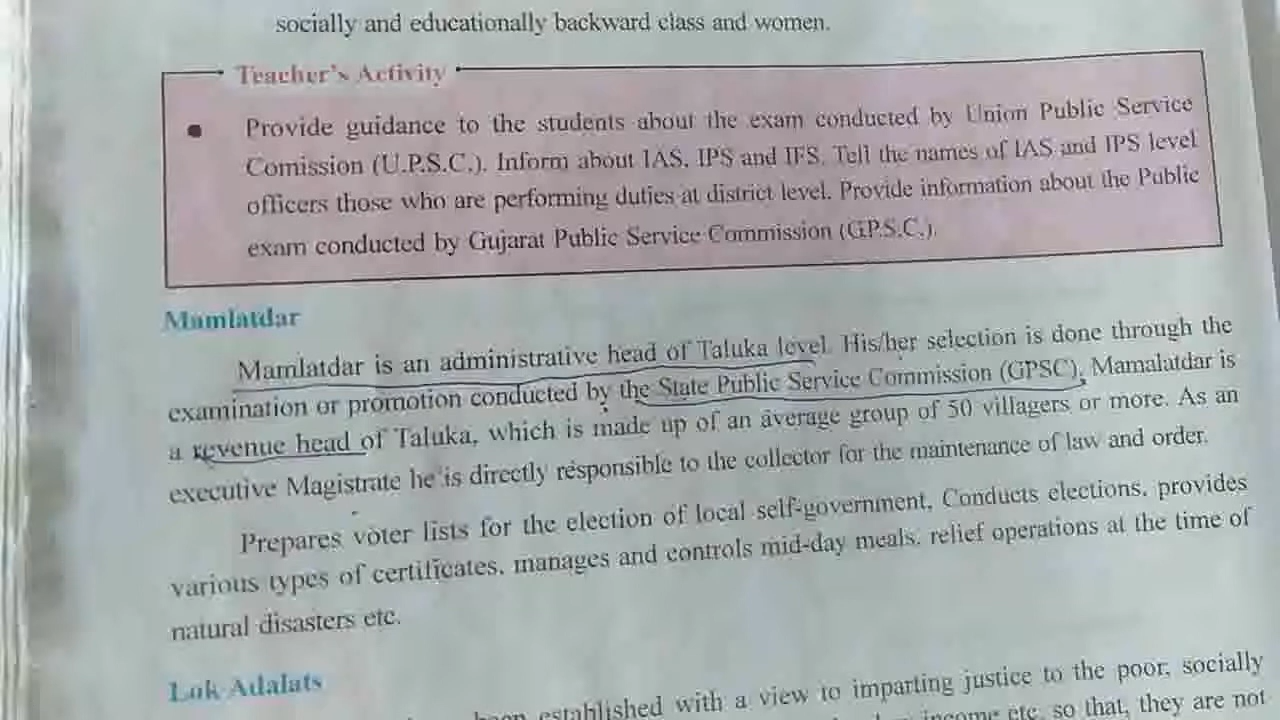 socially and educationally backward class and women.
Teacher's Activity
• Provide guidance to the students about the exam conducted by Union Public Service
Comission (U.P.S.C.). Inform about IAS, IPS and IFS. Tell the names of IAS and IPS level
officers those who are performing duties at district level. Provide information about the Public
exam conducted by Gujarat Public Service Commission (G.P.S.C.).
Mamlatdar
Mamlatdar is an administrative head of Taluka level. His/her selection is done through the
examination or promotion conducted by the State Public Service Commission (GPSC). Mamalatdar is
a revenue head of Taluka, which is made up of an average group of 50 villagers or more. As an
executive Magistrate he is directly responsible to the collector for the maintenance of law and order.
Prepares voter lists for the election of local self-government, Conducts elections, provides
various types of certificates, manages and controls mid-day meals, relief operations at the time of
natural disasters etc.
Lok Adalats
been established with a view to imparting justice to the poor, socially
income etc. so that, they are not